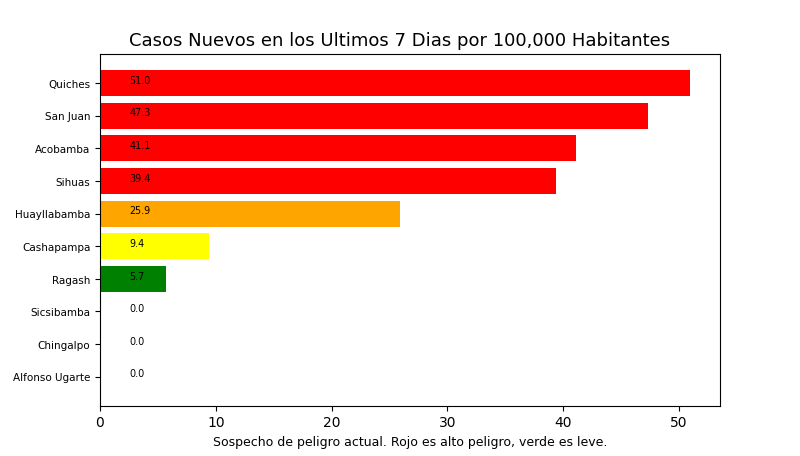 Casos Nuevos en los Ultimos 7 Dias por 100,000 Habitantes
Quiches 51.0
San Juan 47.3
Acobamba 41.1
Sihuas 39.4
Huayllabamba 25.9
Cashapampa 9.4
Ragash 5.7
Sicsibamba 0.0
Chingalpo 0.0
Alfonso Ugarte 0.0
0 10 20 30 40 50
Sospecho de peligro actual. Rojo es alto peligro, verde es leve.